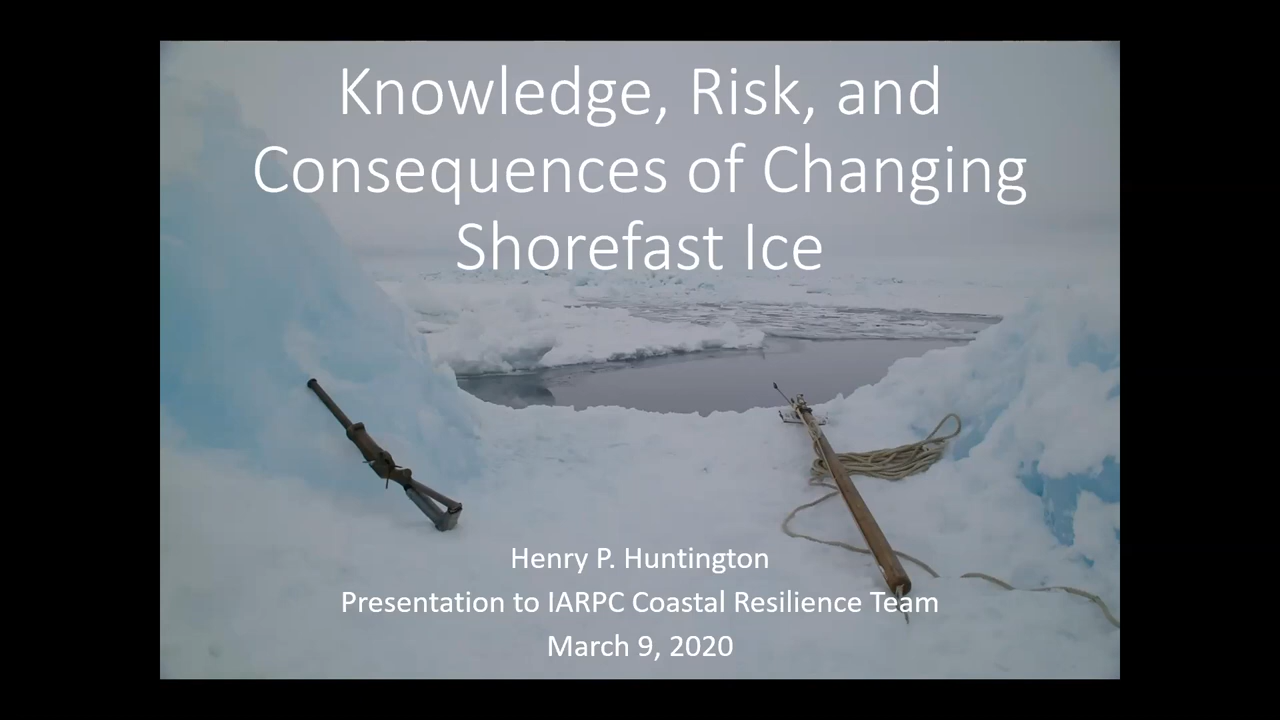 Knowledge, Risk, and
Consequences of Changing
Shorefast Ice
Henry P. Huntington
Presentation to IARPC Coastal Resilience Team
March 9, 2020